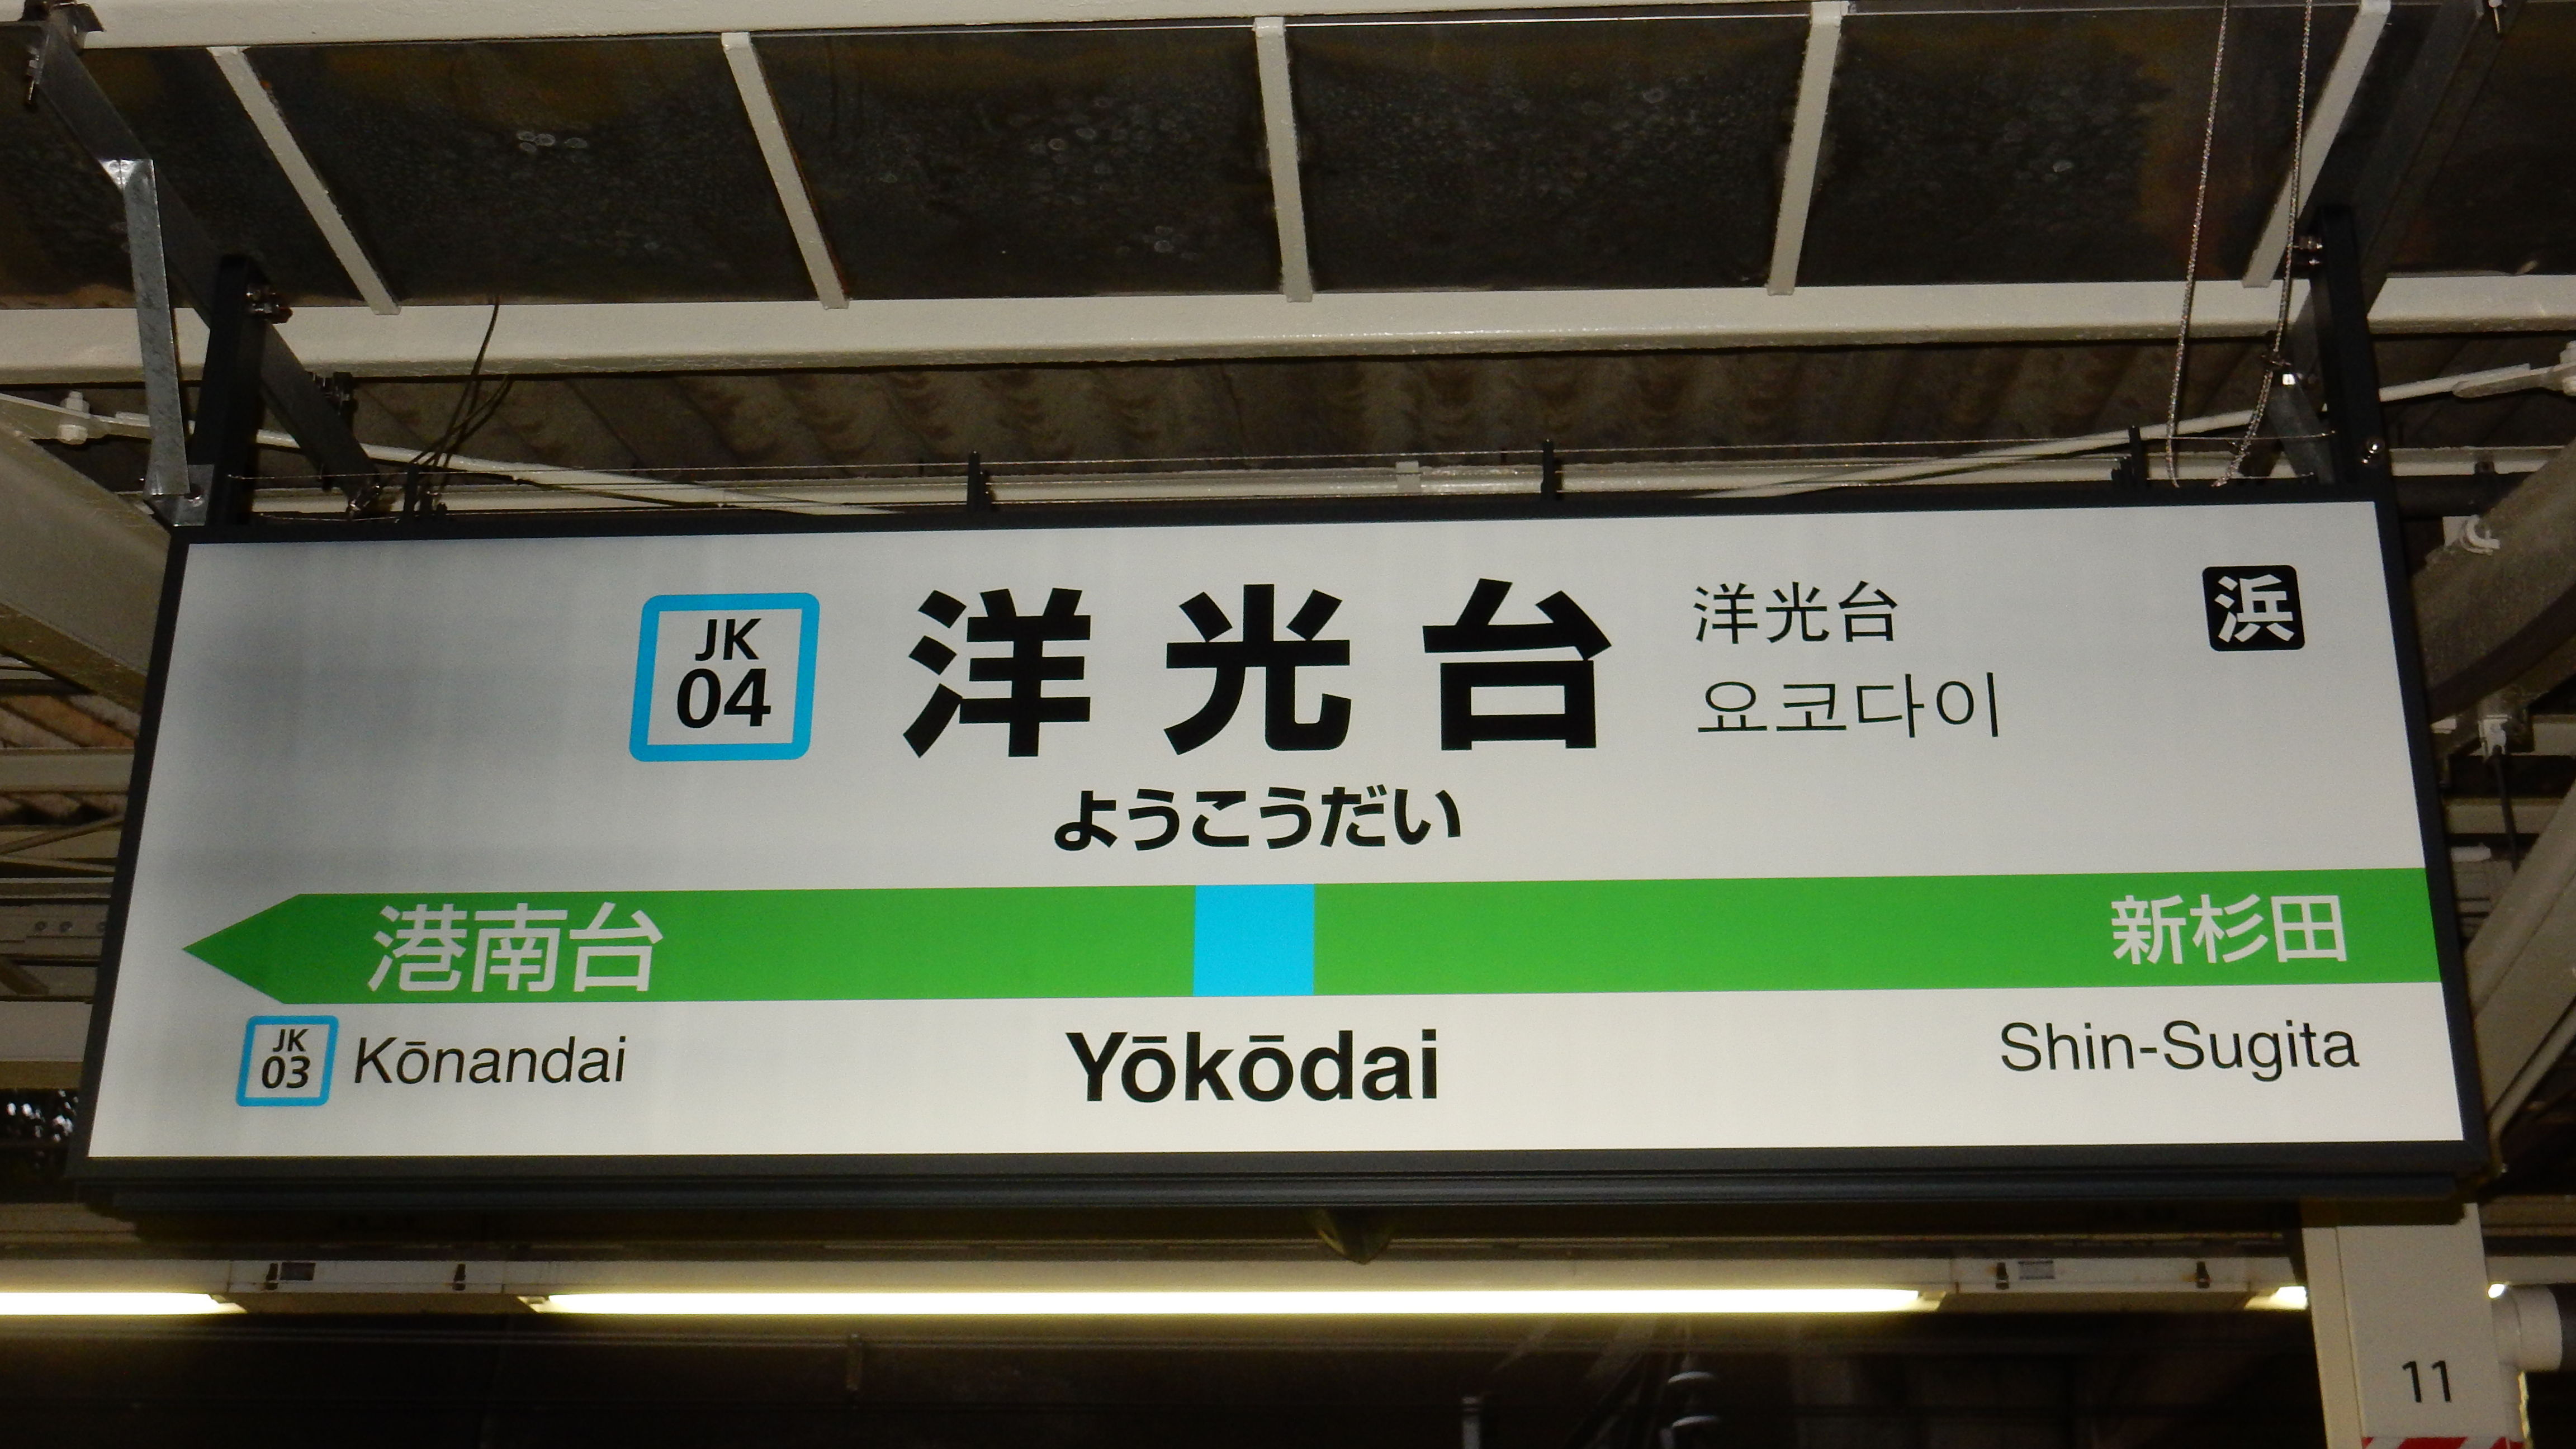 JK
04
洋光台
洋光台
요코다이
浜
ようこうだい
港南台
新杉田
JK
03
Kōnandai
Yōkōdai
Shin-Sugita
11